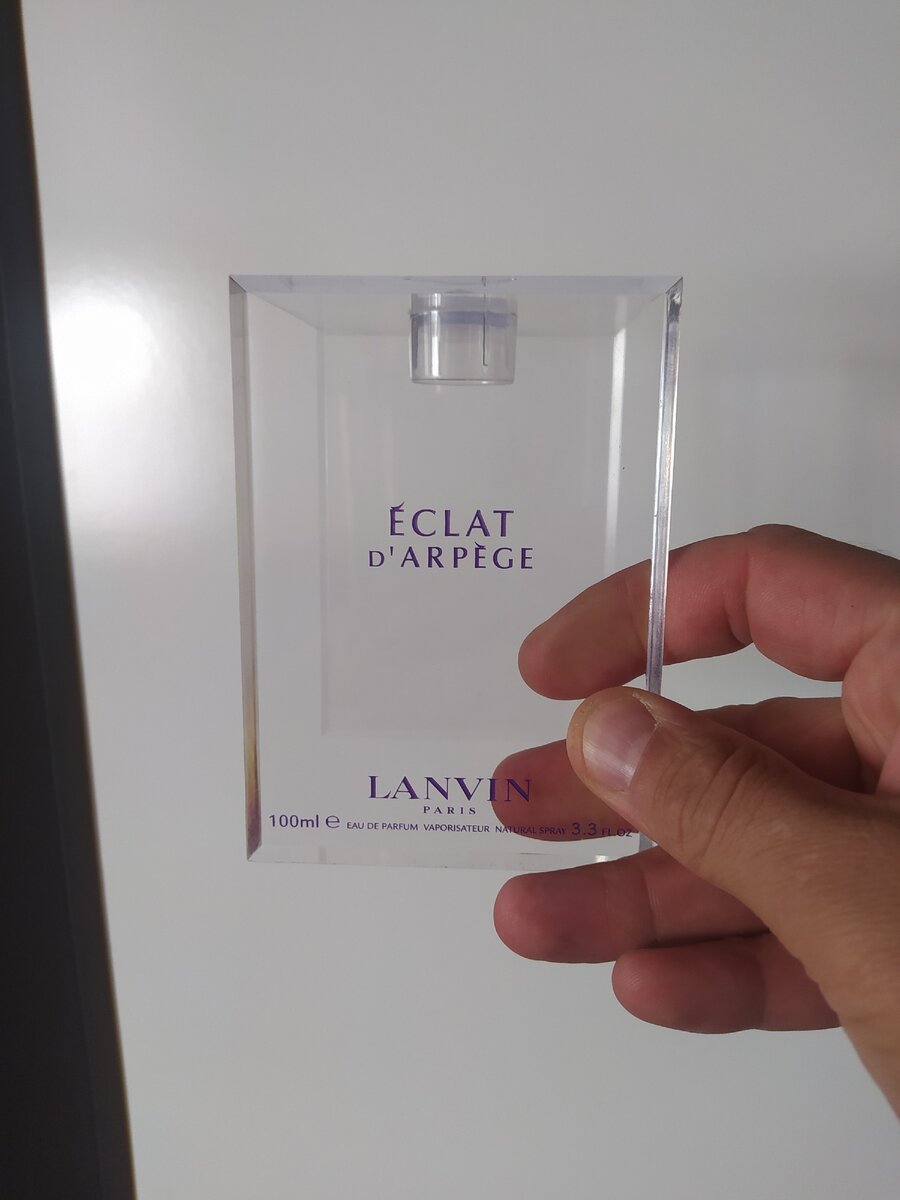 ÉCLAT
D'ARPÈGE
LANVIN
PARIS
100ml ℮ EAU DE PARFUM VAPORISATEUR NATURAL SPRAY 3.3 FL OZ